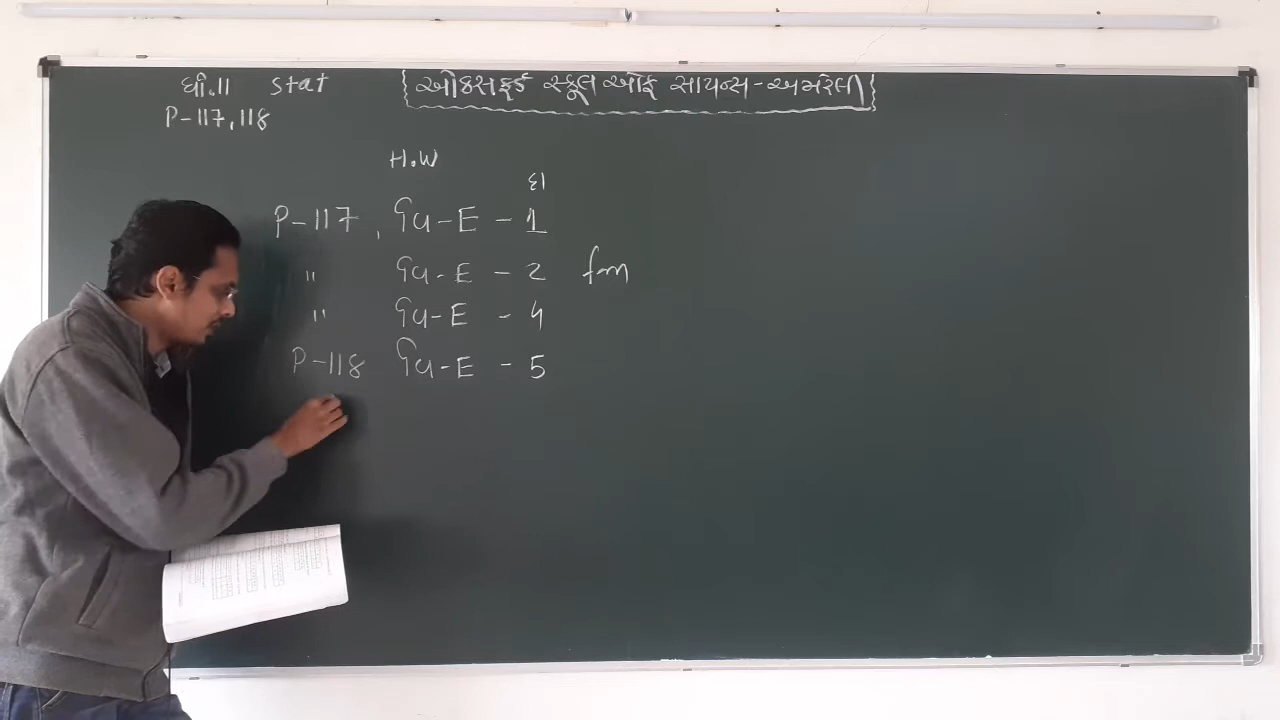 ધો.11 stat
{ઓક્સફર્ડ સ્કૂલ ઓફ સાયન્સ-અમરેલી}
P-117, 118
H.W
દા
P-117, વિ-E - 1
" વિ-E - 2 fm
" વિ-E - 4
P-118 વિ-E - 5